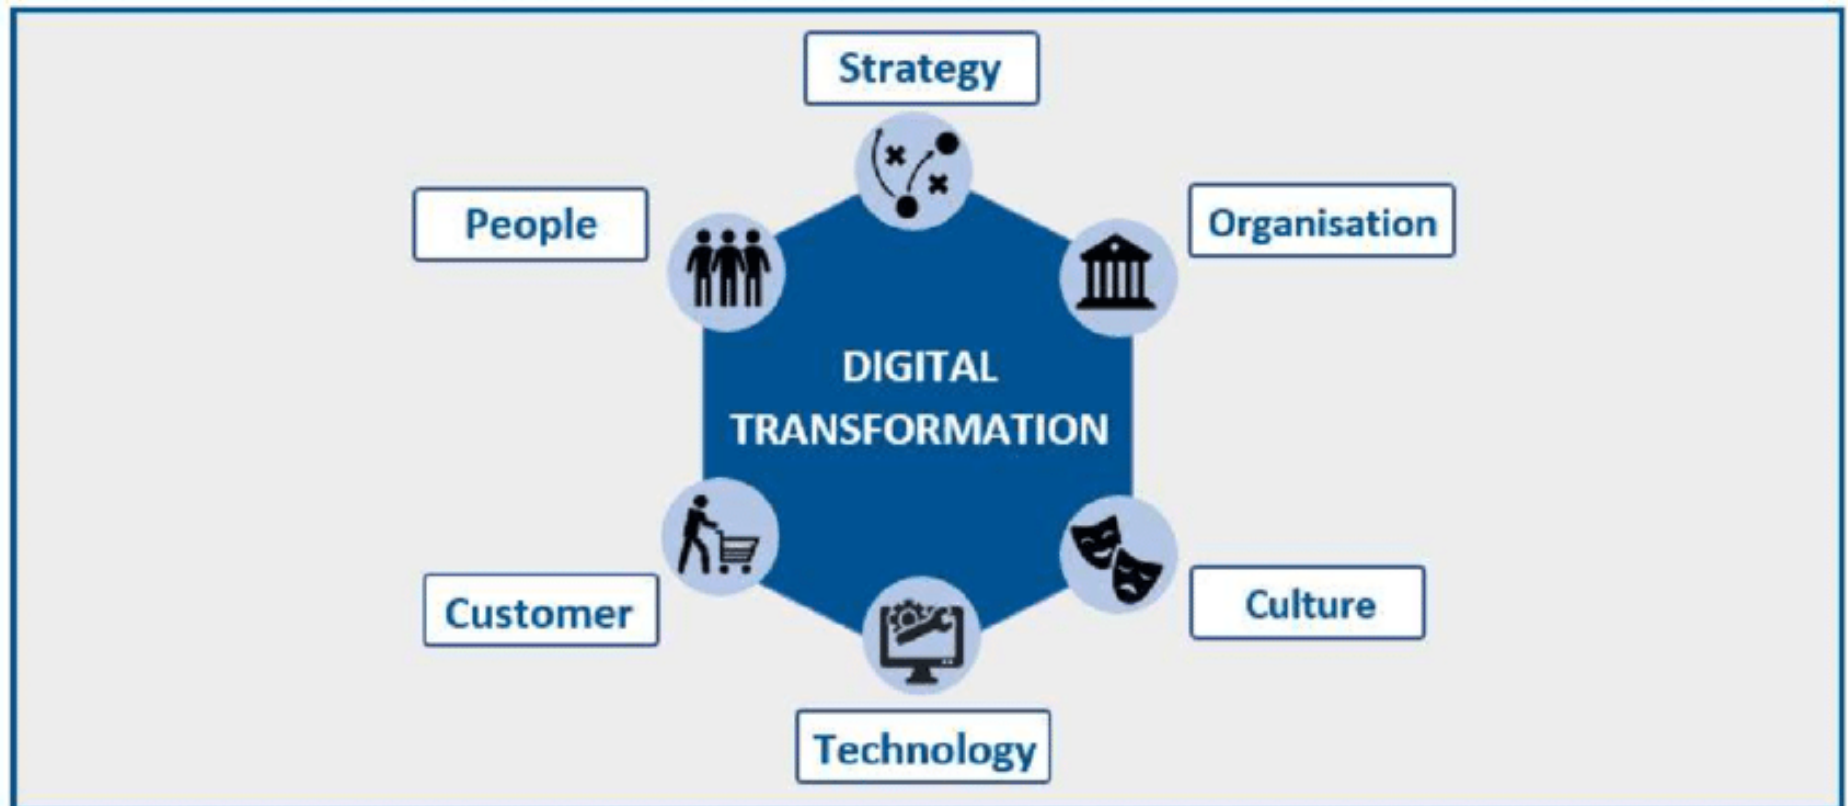 Strategy
People
Organisation
DIGITAL
TRANSFORMATION
Customer
Culture
Technology